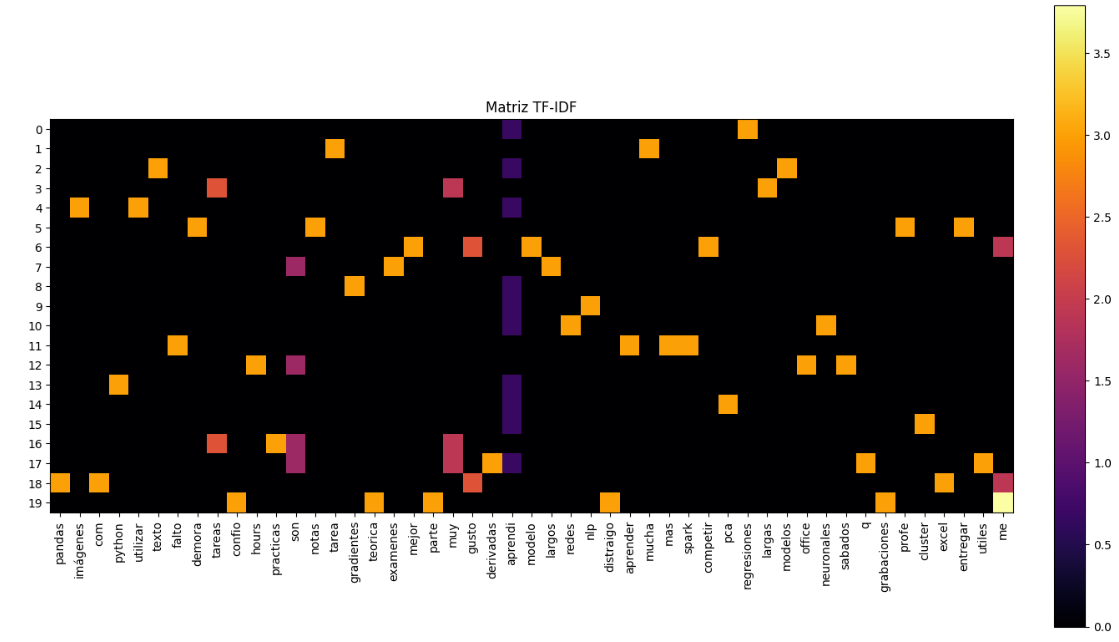 Matriz TF-IDF
0
1
2
3
4
5
6
7
8
9
10
11
12
13
14
15
16
17
18
19
pandas
imágenes
com
python
utilizar
texto
falto
demora
tareas
confio
hours
practicas
son
notas
tarea
gradientes
teorica
examenes
mejor
parte
muy
gusto
derivadas
aprendi
modelo
largos
redes
nlp
distraigo
aprender
mucha
mas
spark
competir
pca
regresiones
largas
modelos
office
neuronales
sabados
q
grabaciones
profe
cluster
excel
entregar
utiles
me
3.5
3.0
2.5
2.0
1.5
1.0
0.5
0.0